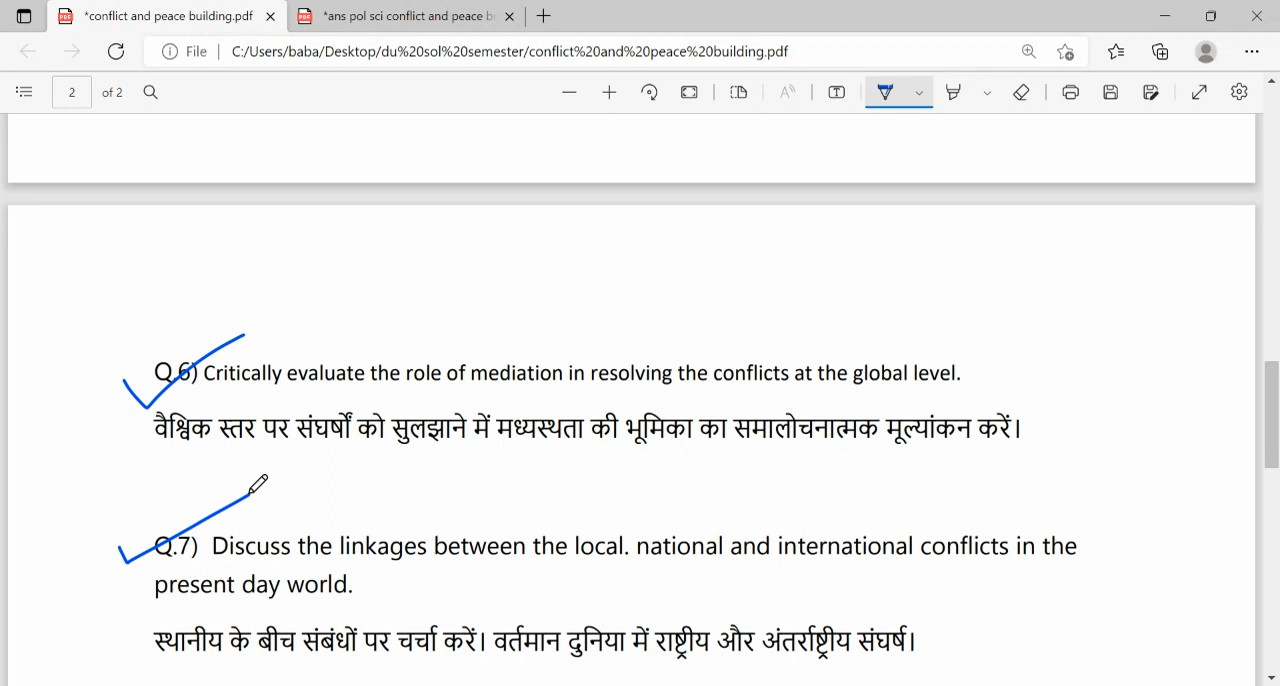 *conflict and peace building.pdf
*ans pol sci conflict and peace b
File
C:/Users/baba/Desktop/du%20sol%20semester/conflict%20and%20peace%20building.pdf
2 of 2
Q.6) Critically evaluate the role of mediation in resolving the conflicts at the global level.
वैश्विक स्तर पर संघर्षों को सुलझाने में मध्यस्थता की भूमिका का समालोचनात्मक मूल्यांकन करें।
Q.7) Discuss the linkages between the local. national and international conflicts in the
present day world.
स्थानीय के बीच संबंधों पर चर्चा करें। वर्तमान दुनिया में राष्ट्रीय और अंतर्राष्ट्रीय संघर्ष।